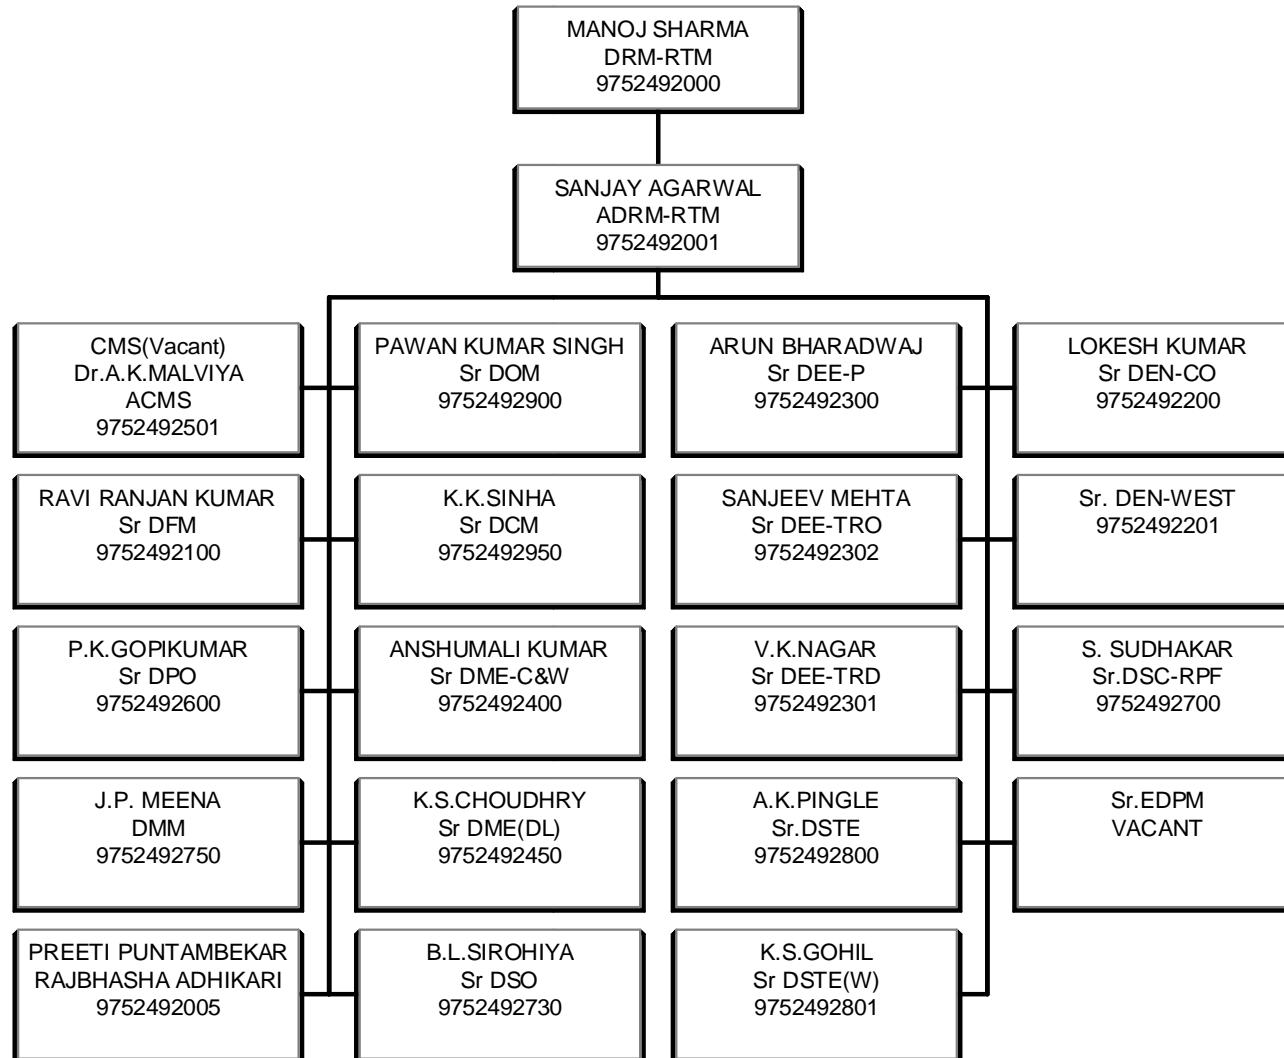 MANOJ SHARMA
DRM-RTM
9752492000
SANJAY AGARWAL
ADRM-RTM
9752492001
CMS(Vacant)
Dr.A.K.MALVIYA
ACMS
9752492501
PAWAN KUMAR SINGH
Sr DOM
9752492900
ARUN BHARADWAJ
Sr DEE-P
9752492300
LOKESH KUMAR
Sr DEN-CO
9752492200
RAVI RANJAN KUMAR
Sr DFM
9752492100
K.K.SINHA
Sr DCM
9752492950
SANJEEV MEHTA
Sr DEE-TRO
9752492302
Sr. DEN-WEST
9752492201
P.K.GOPIKUMAR
Sr DPO
9752492600
ANSHUMALI KUMAR
Sr DME-C&W
9752492400
V.K.NAGAR
Sr DEE-TRD
9752492301
S. SUDHAKAR
Sr.DSC-RPF
9752492700
J.P. MEENA
DMM
9752492750
K.S.CHOUDHRY
Sr DME(DL)
9752492450
A.K.PINGLE
Sr.DSTE
9752492800
Sr.EDPM
VACANT
PREETI PUNTAMBEKAR
RAJBHASHA ADHIKARI
9752492005
B.L.SIROHIYA
Sr DSO
9752492730
K.S.GOHIL
Sr DSTE(W)
9752492801